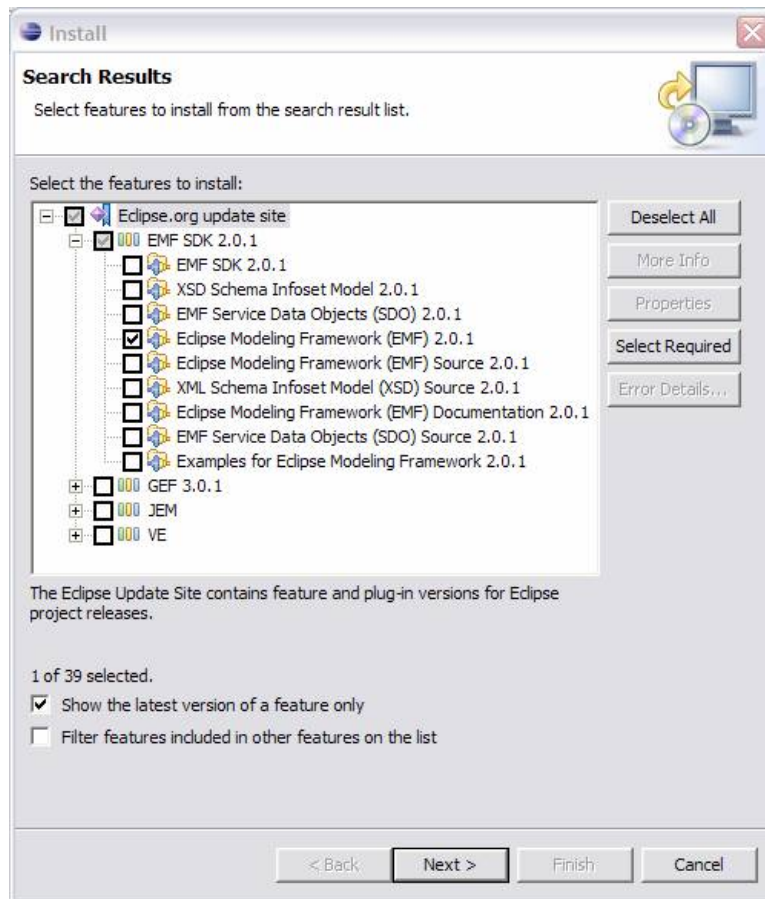 Install
Search Results
Select features to install from the search result list.
Select the features to install:
Eclipse.org update site
EMF SDK 2.0.1
EMF SDK 2.0.1
XSD Schema Infoset Model 2.0.1
EMF Service Data Objects (SDO) 2.0.1
Eclipse Modeling Framework (EMF) 2.0.1
Eclipse Modeling Framework (EMF) Source 2.0.1
XML Schema Infoset Model (XSD) Source 2.0.1
Eclipse Modeling Framework (EMF) Documentation 2.0.1
EMF Service Data Objects (SDO) Source 2.0.1
Examples for Eclipse Modeling Framework 2.0.1
GEF 3.0.1
JEM
VE
Deselect All
More Info
Properties
Select Required
Error Details...
The Eclipse Update Site contains feature and plug-in versions for Eclipse
project releases.
1 of 39 selected.
Show the latest version of a feature only
Filter features included in other features on the list
< Back
Next >
Finish
Cancel